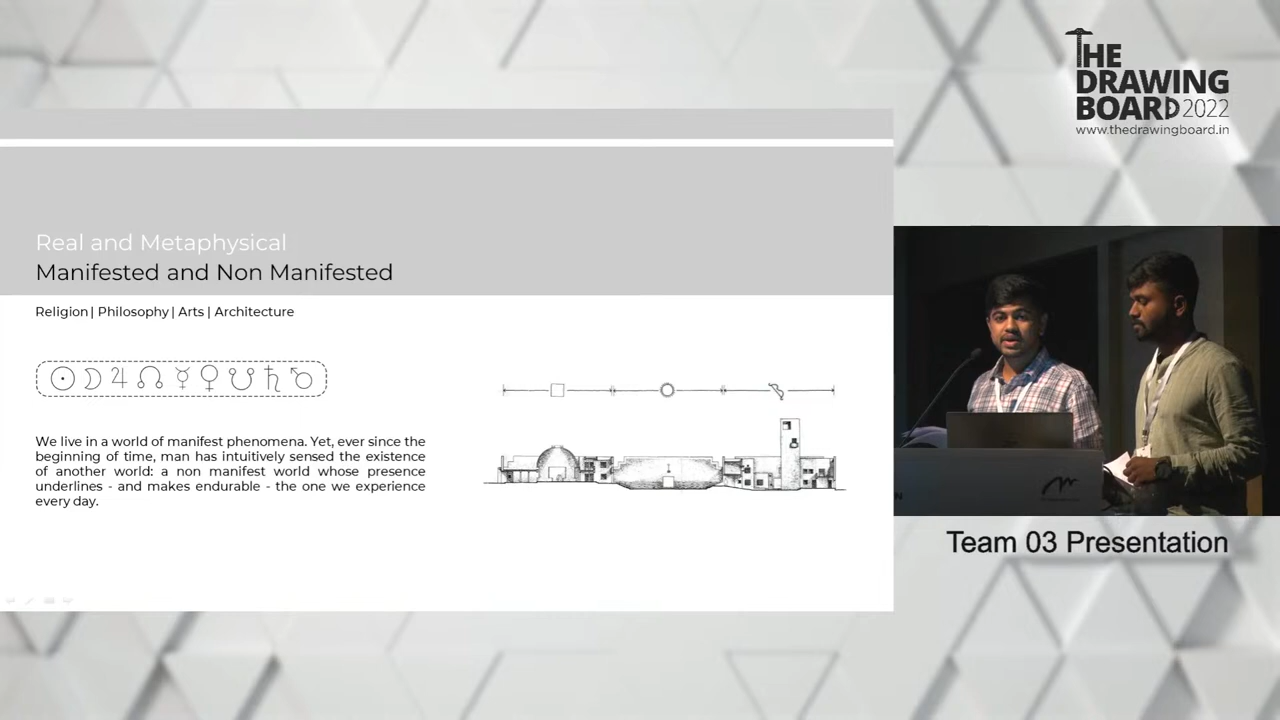 THE
DRAWING
BOARD 2022
www.thedrawingboard.in
Real and Metaphysical
Manifested and Non Manifested
Religion | Philosophy | Arts | Architecture
We live in a world of manifest phenomena. Yet, ever since the
beginning of time, man has intuitively sensed the existence
of another world: a non manifest world whose presence
underlines - and makes endurable - the one we experience
every day.
Team 03 Presentation